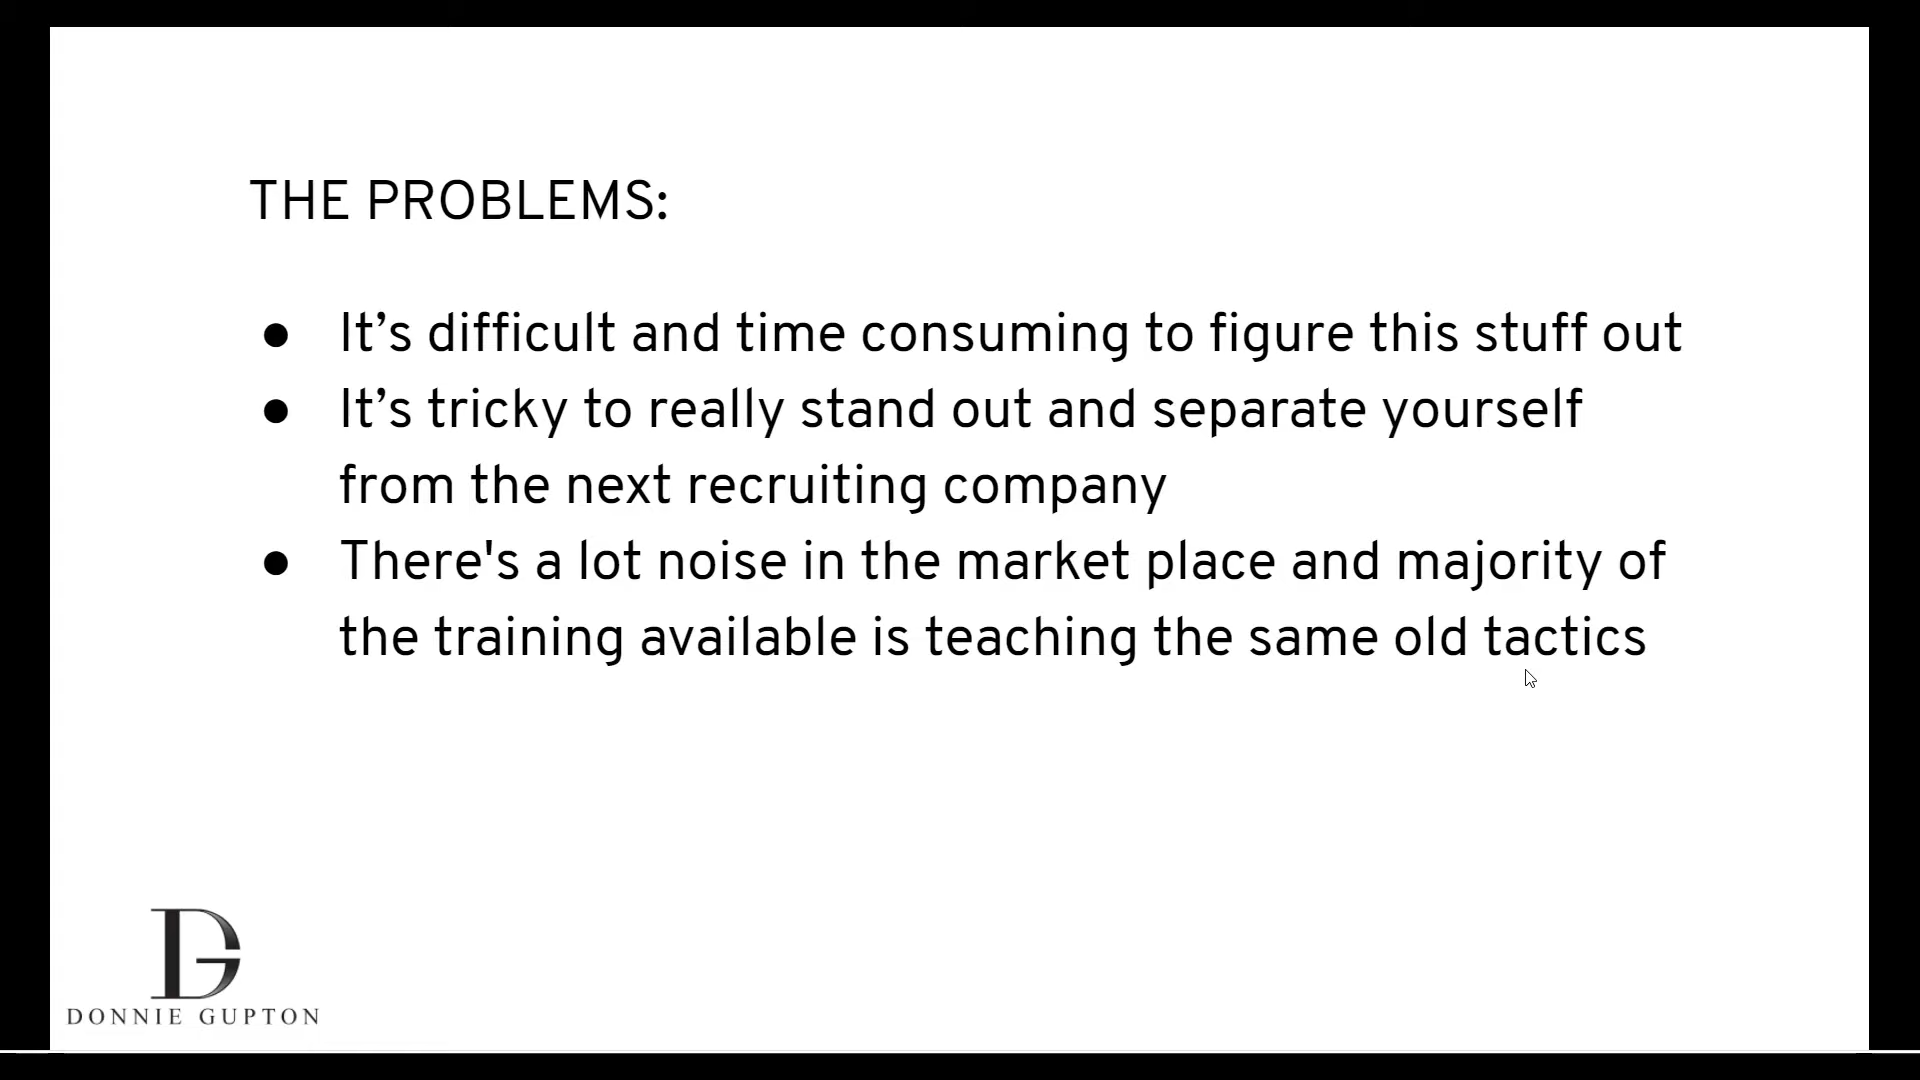 THE PROBLEMS:
● It’s difficult and time consuming to figure this stuff out
● It’s tricky to really stand out and separate yourself
from the next recruiting company
● There's a lot noise in the market place and majority of
the training available is teaching the same old tactics
DG
DONNIE GUPTON